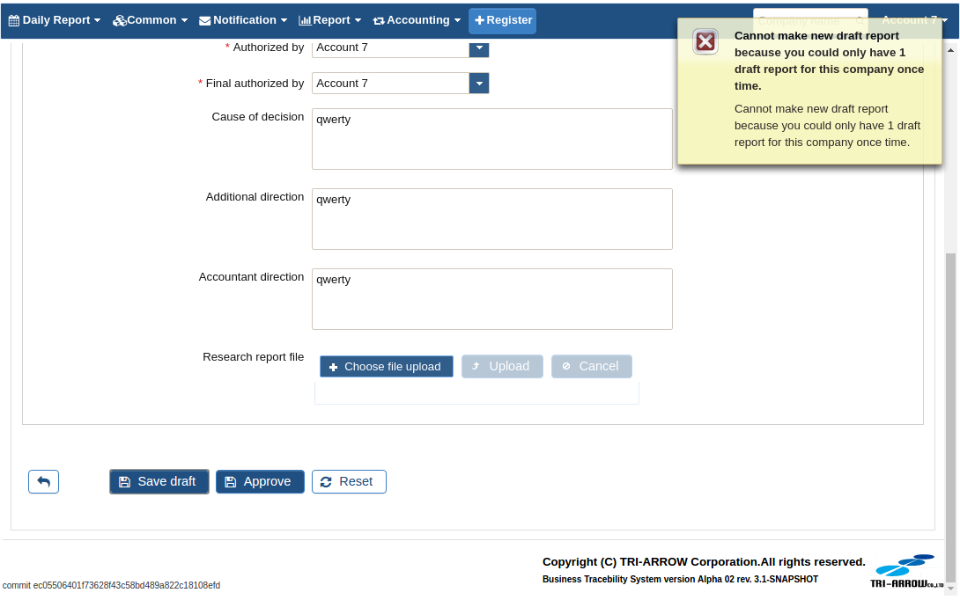 Daily Report Common Notification Report Accounting Register Account 7
* Authorized by Account 7
* Final authorized by Account 7
Cause of decision qwerty
Additional direction qwerty
Accountant direction qwerty
Research report file Choose file upload Upload Cancel
Cannot make new draft report
because you could only have 1
draft report for this company once
time.
Cannot make new draft report
because you could only have 1 draft
report for this company once time.
Save draft Approve Reset
Copyright (C) TRI-ARROW Corporation.All rights reserved.
Business Tracebility System version Alpha 02 rev. 3.1-SNAPSHOT
TRI-ARROW CO.,LTD
commit ec05506401f73628f43c58bd489a822c18108efd